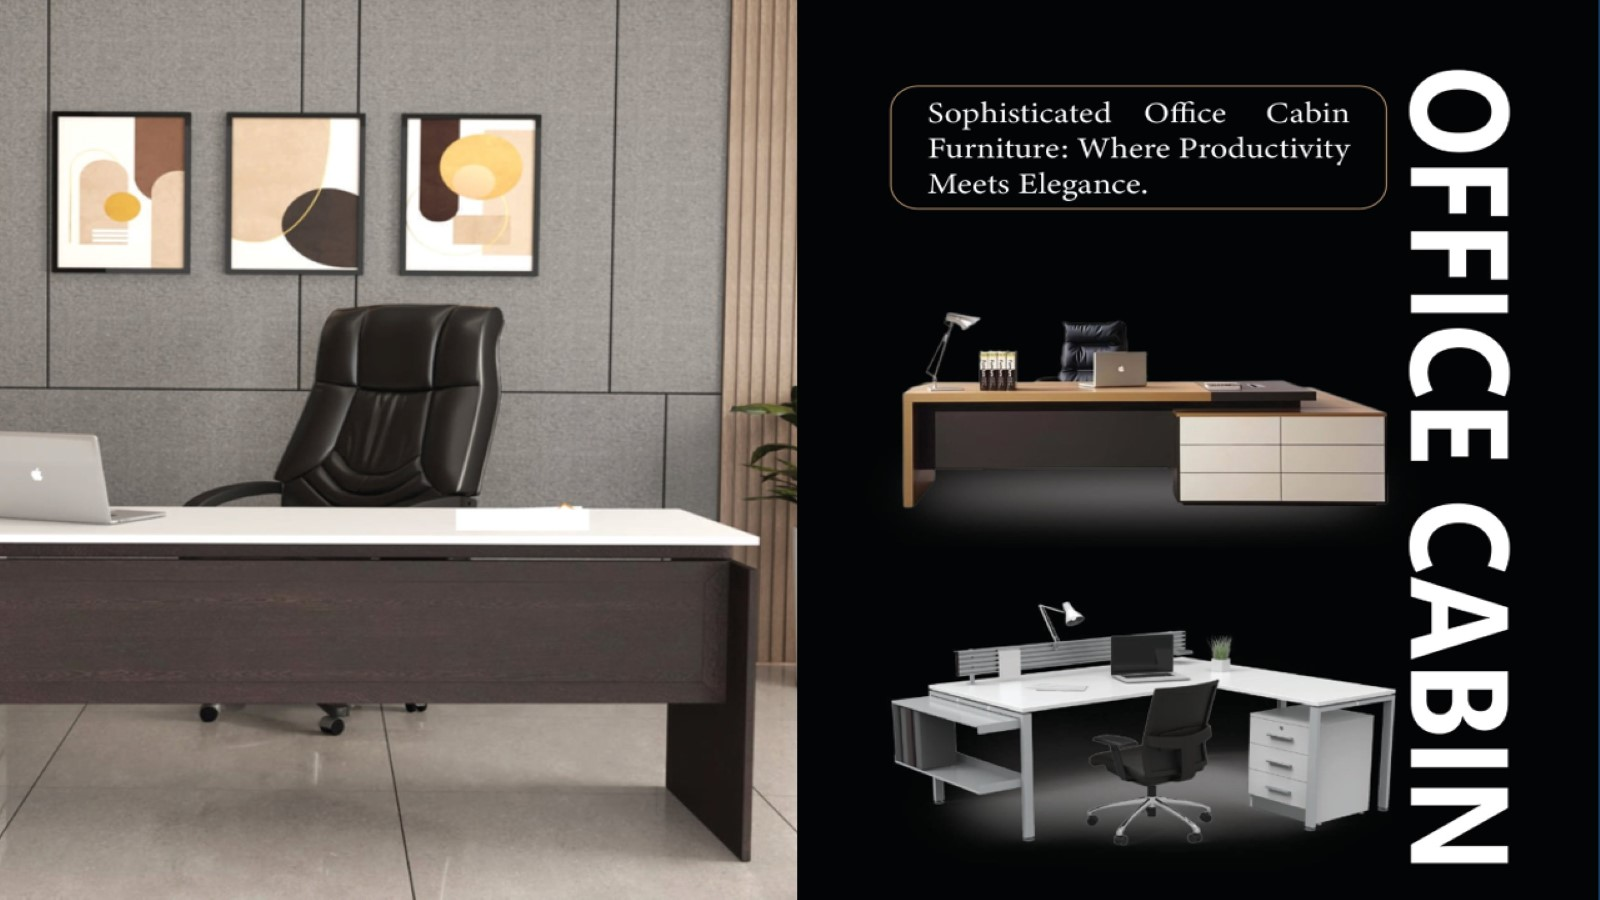 Sophisticated Office Cabin
Furniture: Where Productivity
Meets Elegance.
OFFICE CABIN